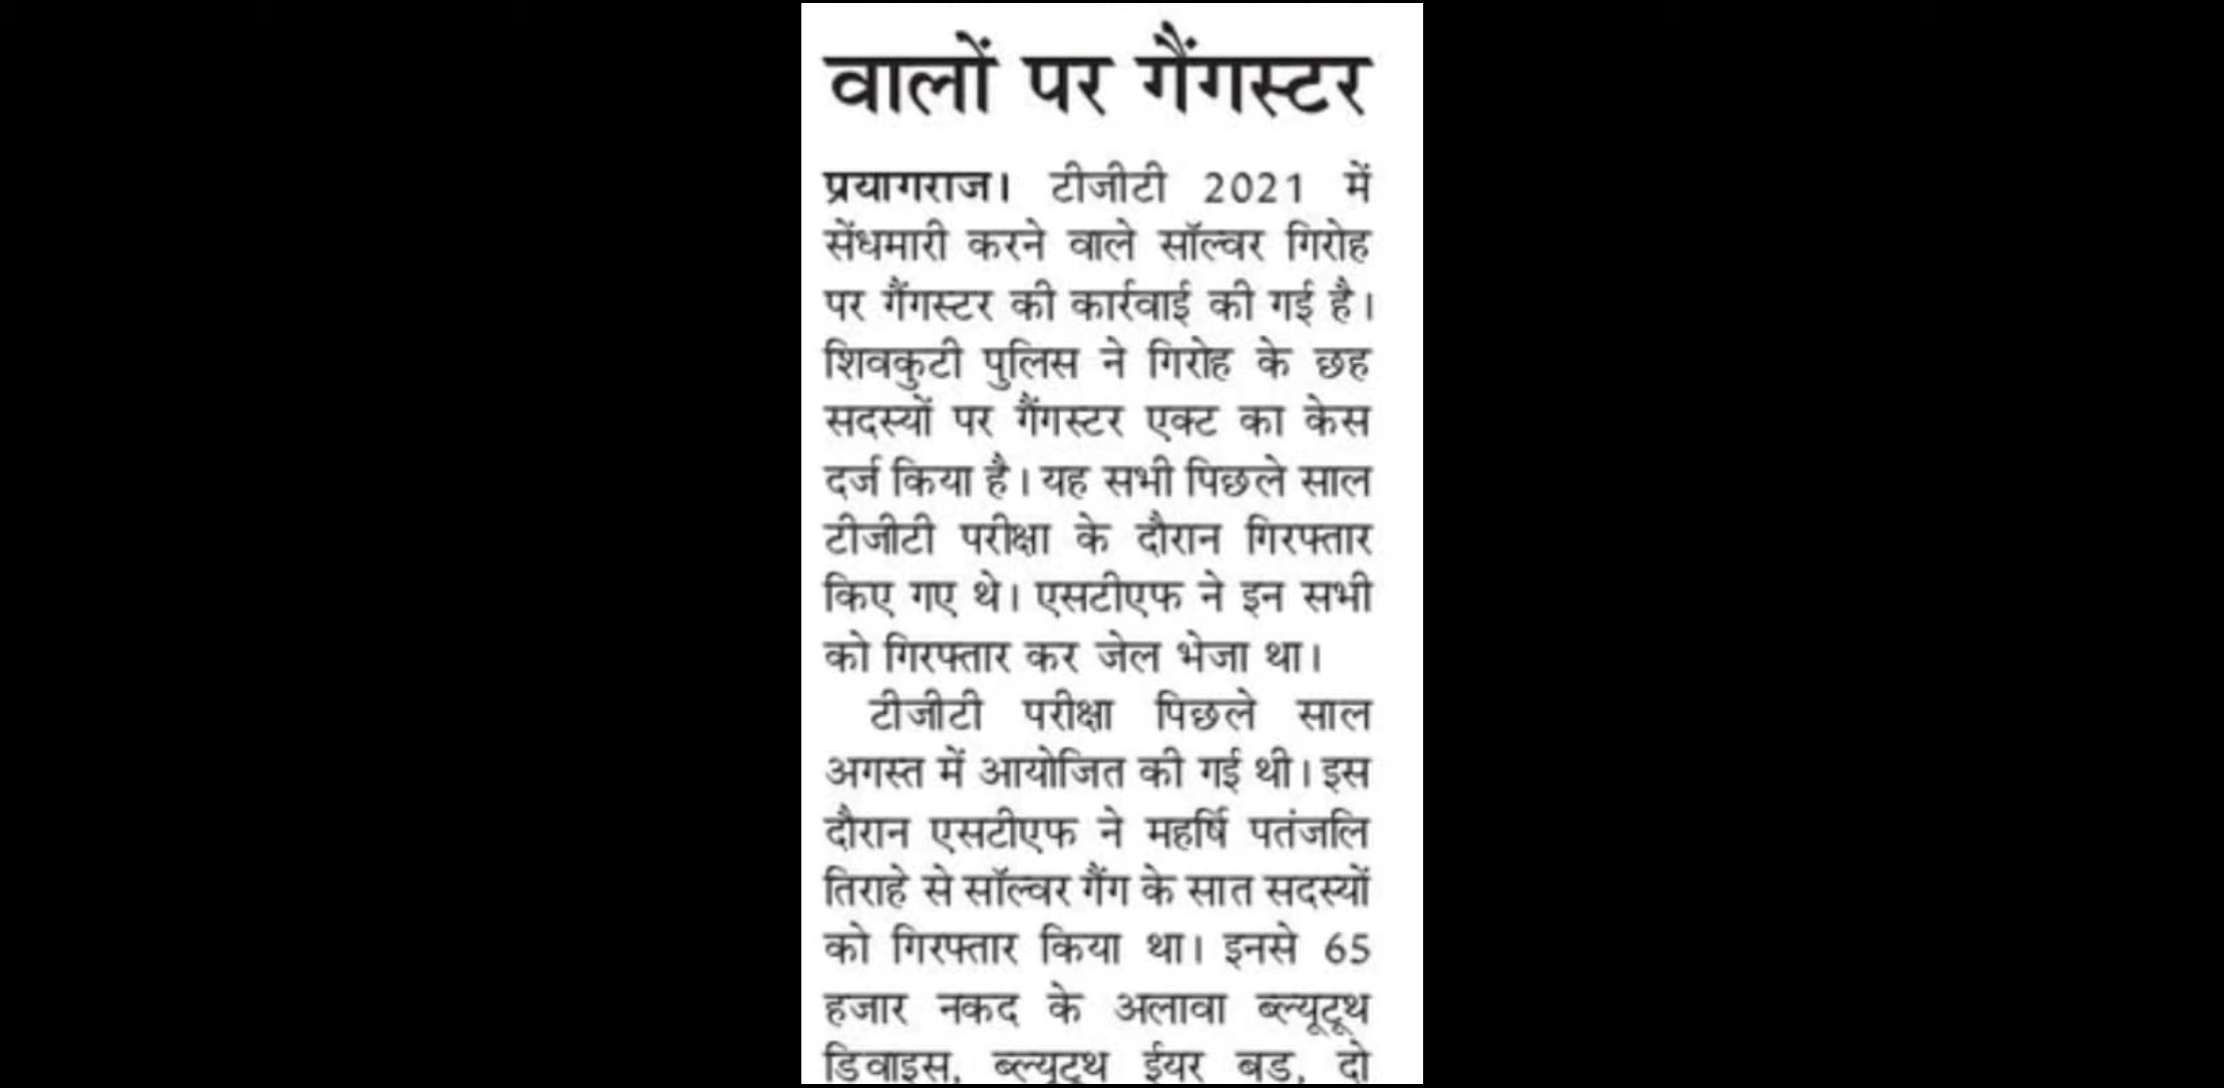 वालों पर गैंगस्टर
प्रयागराज। टीजीटी 2021 में
सेंधमारी करने वाले सॉल्वर गिरोह
पर गैंगस्टर की कार्रवाई की गई है।
शिवकुटी पुलिस ने गिरोह के छह
सदस्यों पर गैंगस्टर एक्ट का केस
दर्ज किया है। यह सभी पिछले साल
टीजीटी परीक्षा के दौरान गिरफ्तार
किए गए थे। एसटीएफ ने इन सभी
को गिरफ्तार कर जेल भेजा था।
टीजीटी परीक्षा पिछले साल
अगस्त में आयोजित की गई थी। इस
दौरान एसटीएफ ने महर्षि पतंजलि
तिराहे से सॉल्वर गैंग के सात सदस्यों
को गिरफ्तार किया था। इनसे 65
हजार नकद के अलावा ब्ल्यूटूथ
डिवाइस, ब्ल्यूटूथ ईयर बड, दो